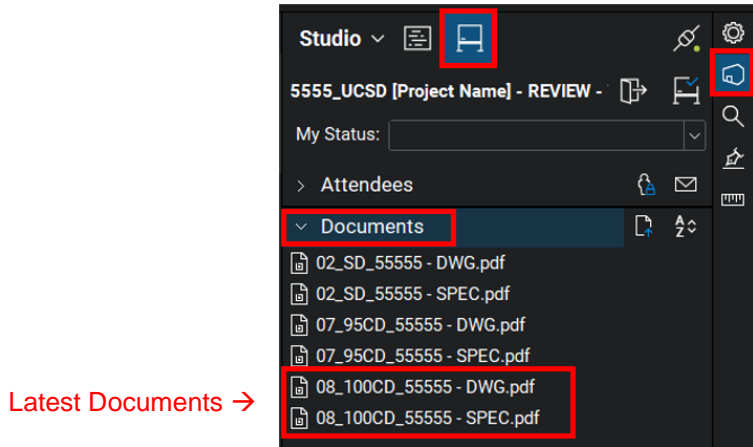 Studio
5555_UCSD [Project Name] - REVIEW -
My Status:
Attendees
Documents
A
Z
02_SD_55555 - DWG.pdf
02_SD_55555 - SPEC.pdf
07_95CD_55555 - DWG.pdf
07_95CD_55555 - SPEC.pdf
08_100CD_55555 - DWG.pdf
Latest Documents →
08_100CD_55555 - SPEC.pdf